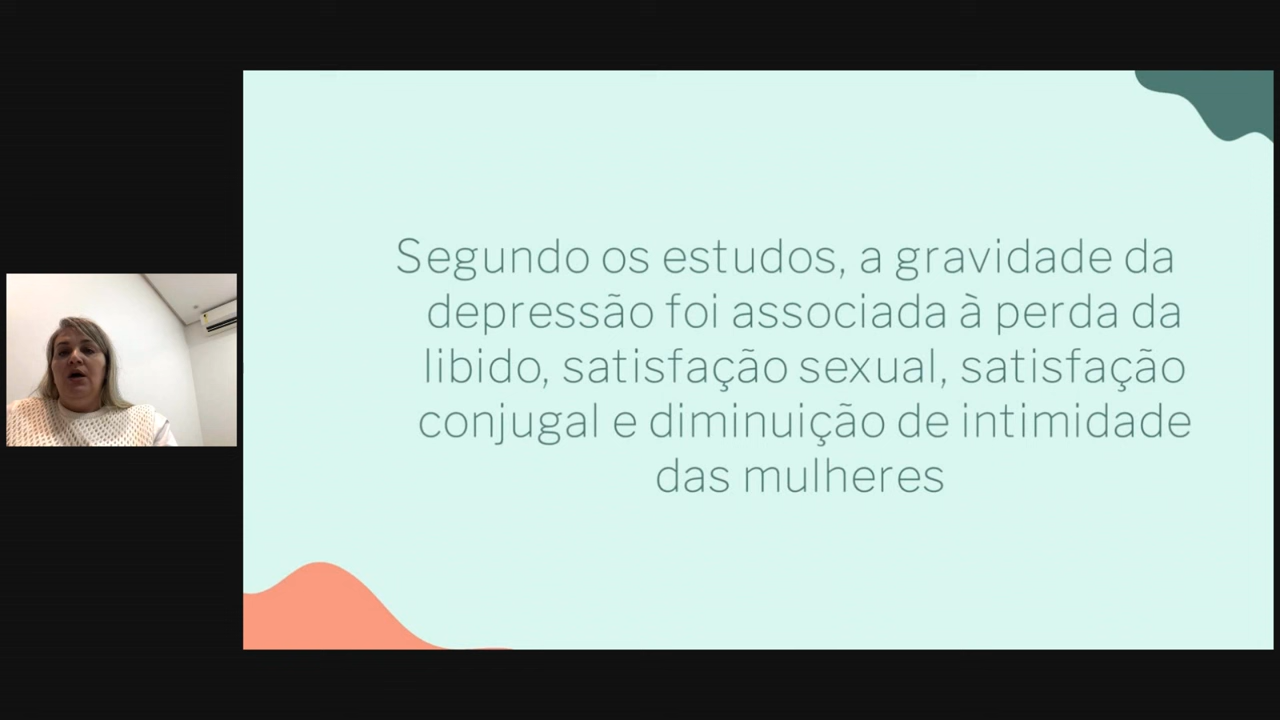 Segundo os estudos, a gravidade da
depressão foi associada à perda da
libido, satisfação sexual, satisfação
conjugal e diminuição de intimidade
das mulheres